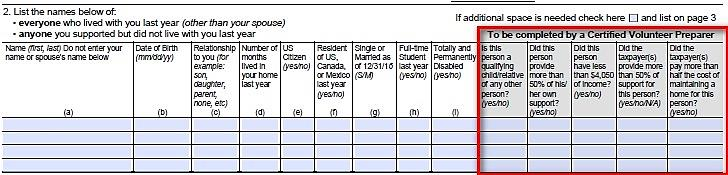 2. List the names below of:
• everyone who lived with you last year (other than your spouse)
• anyone you supported but did not live with you last year
If additional space is needed check here and list on page 3
To be completed by a Certified Volunteer Preparer
Name (first, last) Do not enter your
name or spouse's name below
(a)
Date of Birth
(mm/dd/yy)
(b)
Relationship
to you (for
example:
son,
daughter,
parent,
none, etc)
(c)
Number of
months
lived in
your home
last year
(d)
US
Citizen
(yes/no)
(e)
Resident
of US,
Canada,
or Mexico
last year
(yes/no)
(f)
Single or
Married as
of 12/31/16
(S/M)
(g)
Full-time
Student
last year
(yes/no)
(h)
Totally and
Permanently
Disabled
(yes/no)
(i)
Is this
person a
qualifying
child/relative
of any other
person?
(yes/no)
Did this
person
provide
more than
50% of his/
her own
support?
(yes/no)
Did this
person
have less
than $4,050
of income?
(yes/no)
Did the
taxpayer(s)
provide more
than 50% of
support for
this person?
(yes/no/N/A)
Did the
taxpayer(s)
pay more than
half the cost of
maintaining a
home for this
person?
(yes/no)